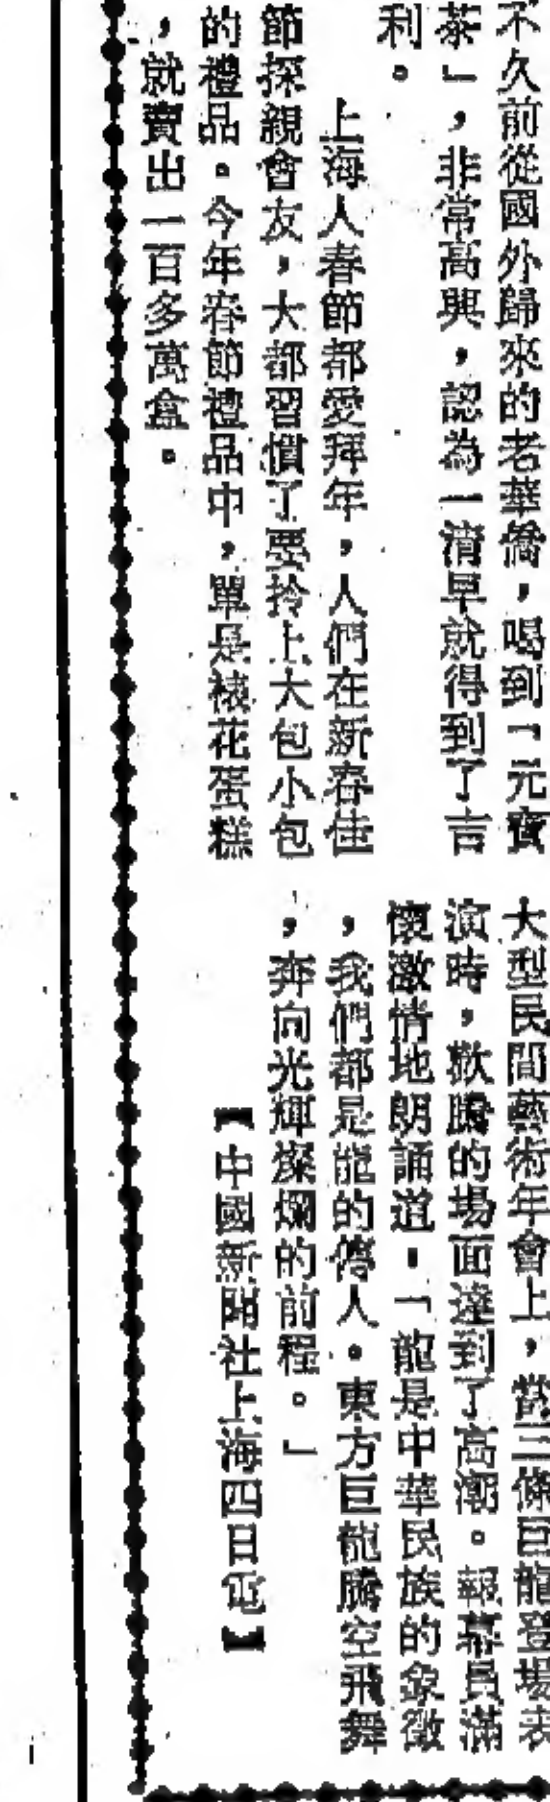 不久前從國外歸來的老華僑，喝到「元寶
茶」，非常高興，認為一清早就得到了吉
利。
上海人春節都愛拜年，人們在新春佳
節探親會友，大都習慣了要拎上大包小包
的禮品。今年春節禮品中，單是裱花蛋糕
，就賣出一百多萬盒。
大型民間藝術年會上，當三條巨龍登場表
演時，歡騰的場面達到了高潮。報幕員滿
懷激情地朗誦道：「龍是中華民族的象徵
，我們都是龍的傳人。東方巨龍騰空飛舞
，奔向光輝燦爛的前程。」
【中國新聞社上海四日電】